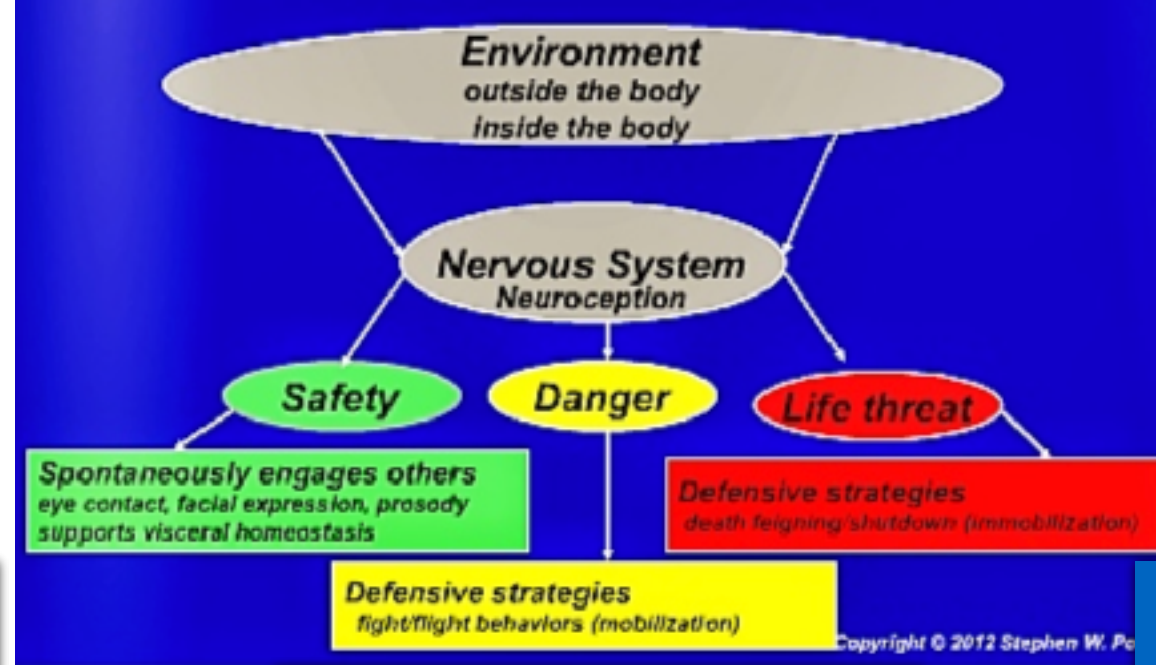 Environment
outside the body
inside the body
Nervous System
Neuroception
Safety
Danger
Life threat
Spontaneously engages others
eye contact, facial expression, prosody
supports visceral homeostasis
Defensive strategies
death feigning/shutdown (immobilization)
Defensive strategies
fight/flight behaviors (mobilization)
Copyright © 2012 Stephen W. Po